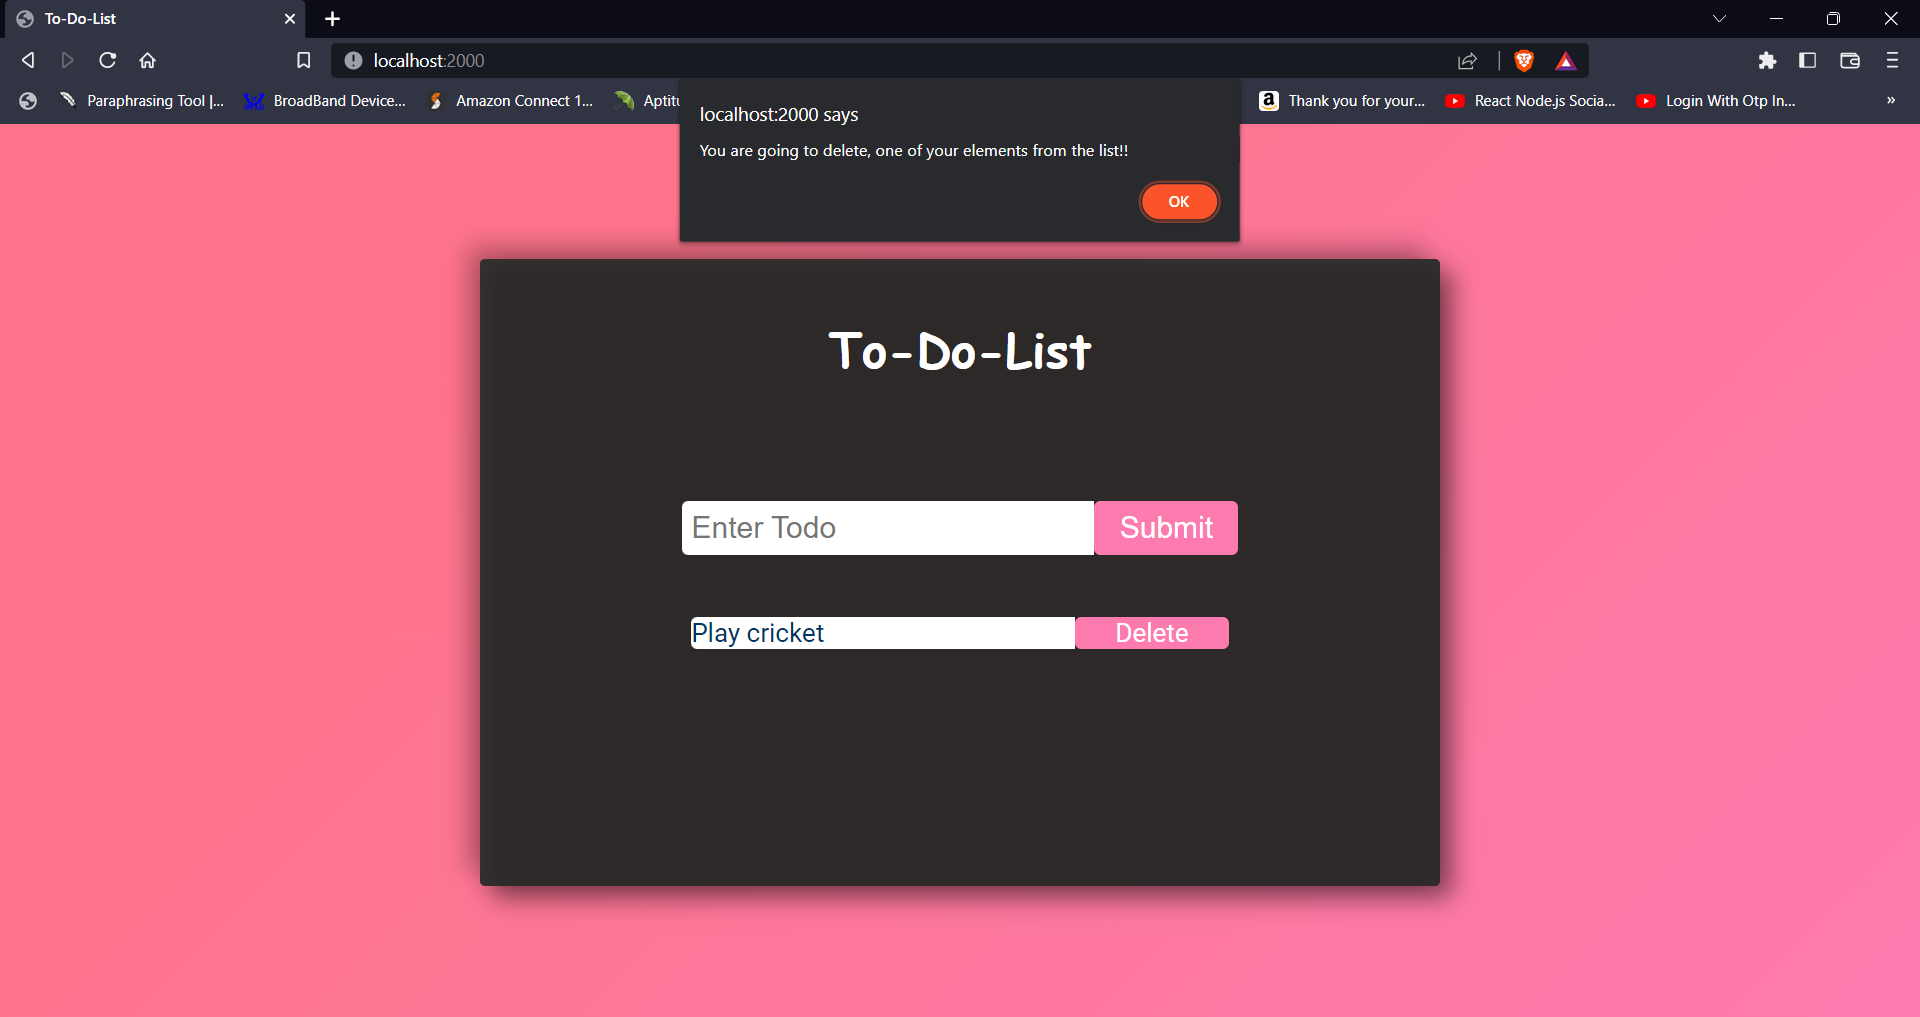 To-Do-List
localhost:2000
Paraphrasing Tool |...
BroadBand Device...
Amazon Connect 1...
Aptitu
Thank you for your...
React Node.js Socia...
Login With Otp In...
localhost:2000 says
You are going to delete, one of your elements from the list!!
OK
To-Do-List
Enter Todo
Submit
Play cricket
Delete